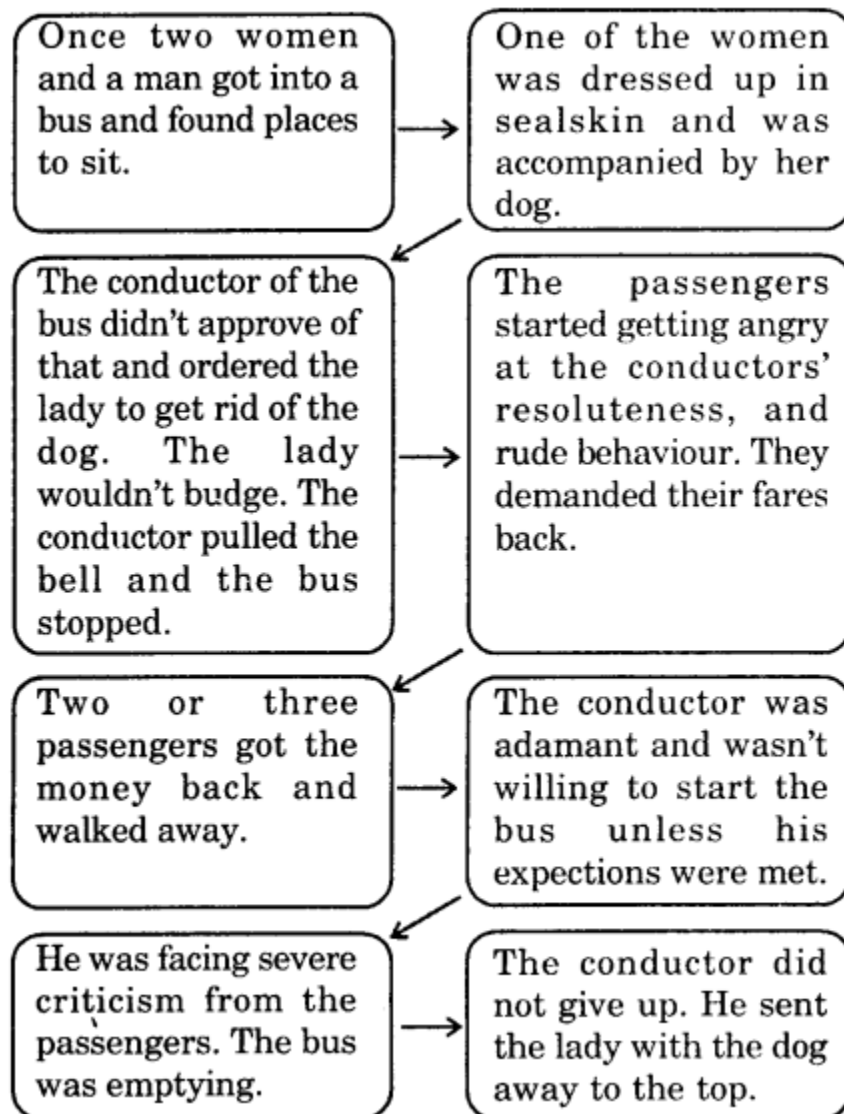 Once two women
and a man got into a
bus and found places
to sit.
One of the women
was dressed up in
sealskin and was
accompanied by her
dog.
The conductor of the
bus didn't approve of
that and ordered the
lady to get rid of the
dog. The lady
wouldn't budge. The
conductor pulled the
bell and the bus
stopped.
The passengers
started getting angry
at the conductors'
resoluteness, and
rude behaviour. They
demanded their fares
back.
Two or three
passengers got the
money back and
walked away.
The conductor was
adamant and wasn't
willing to start the
bus unless his
expections were met.
He was facing severe
criticism from the
passengers. The bus
was emptying.
The conductor did
not give up. He sent
the lady with the dog
away to the top.